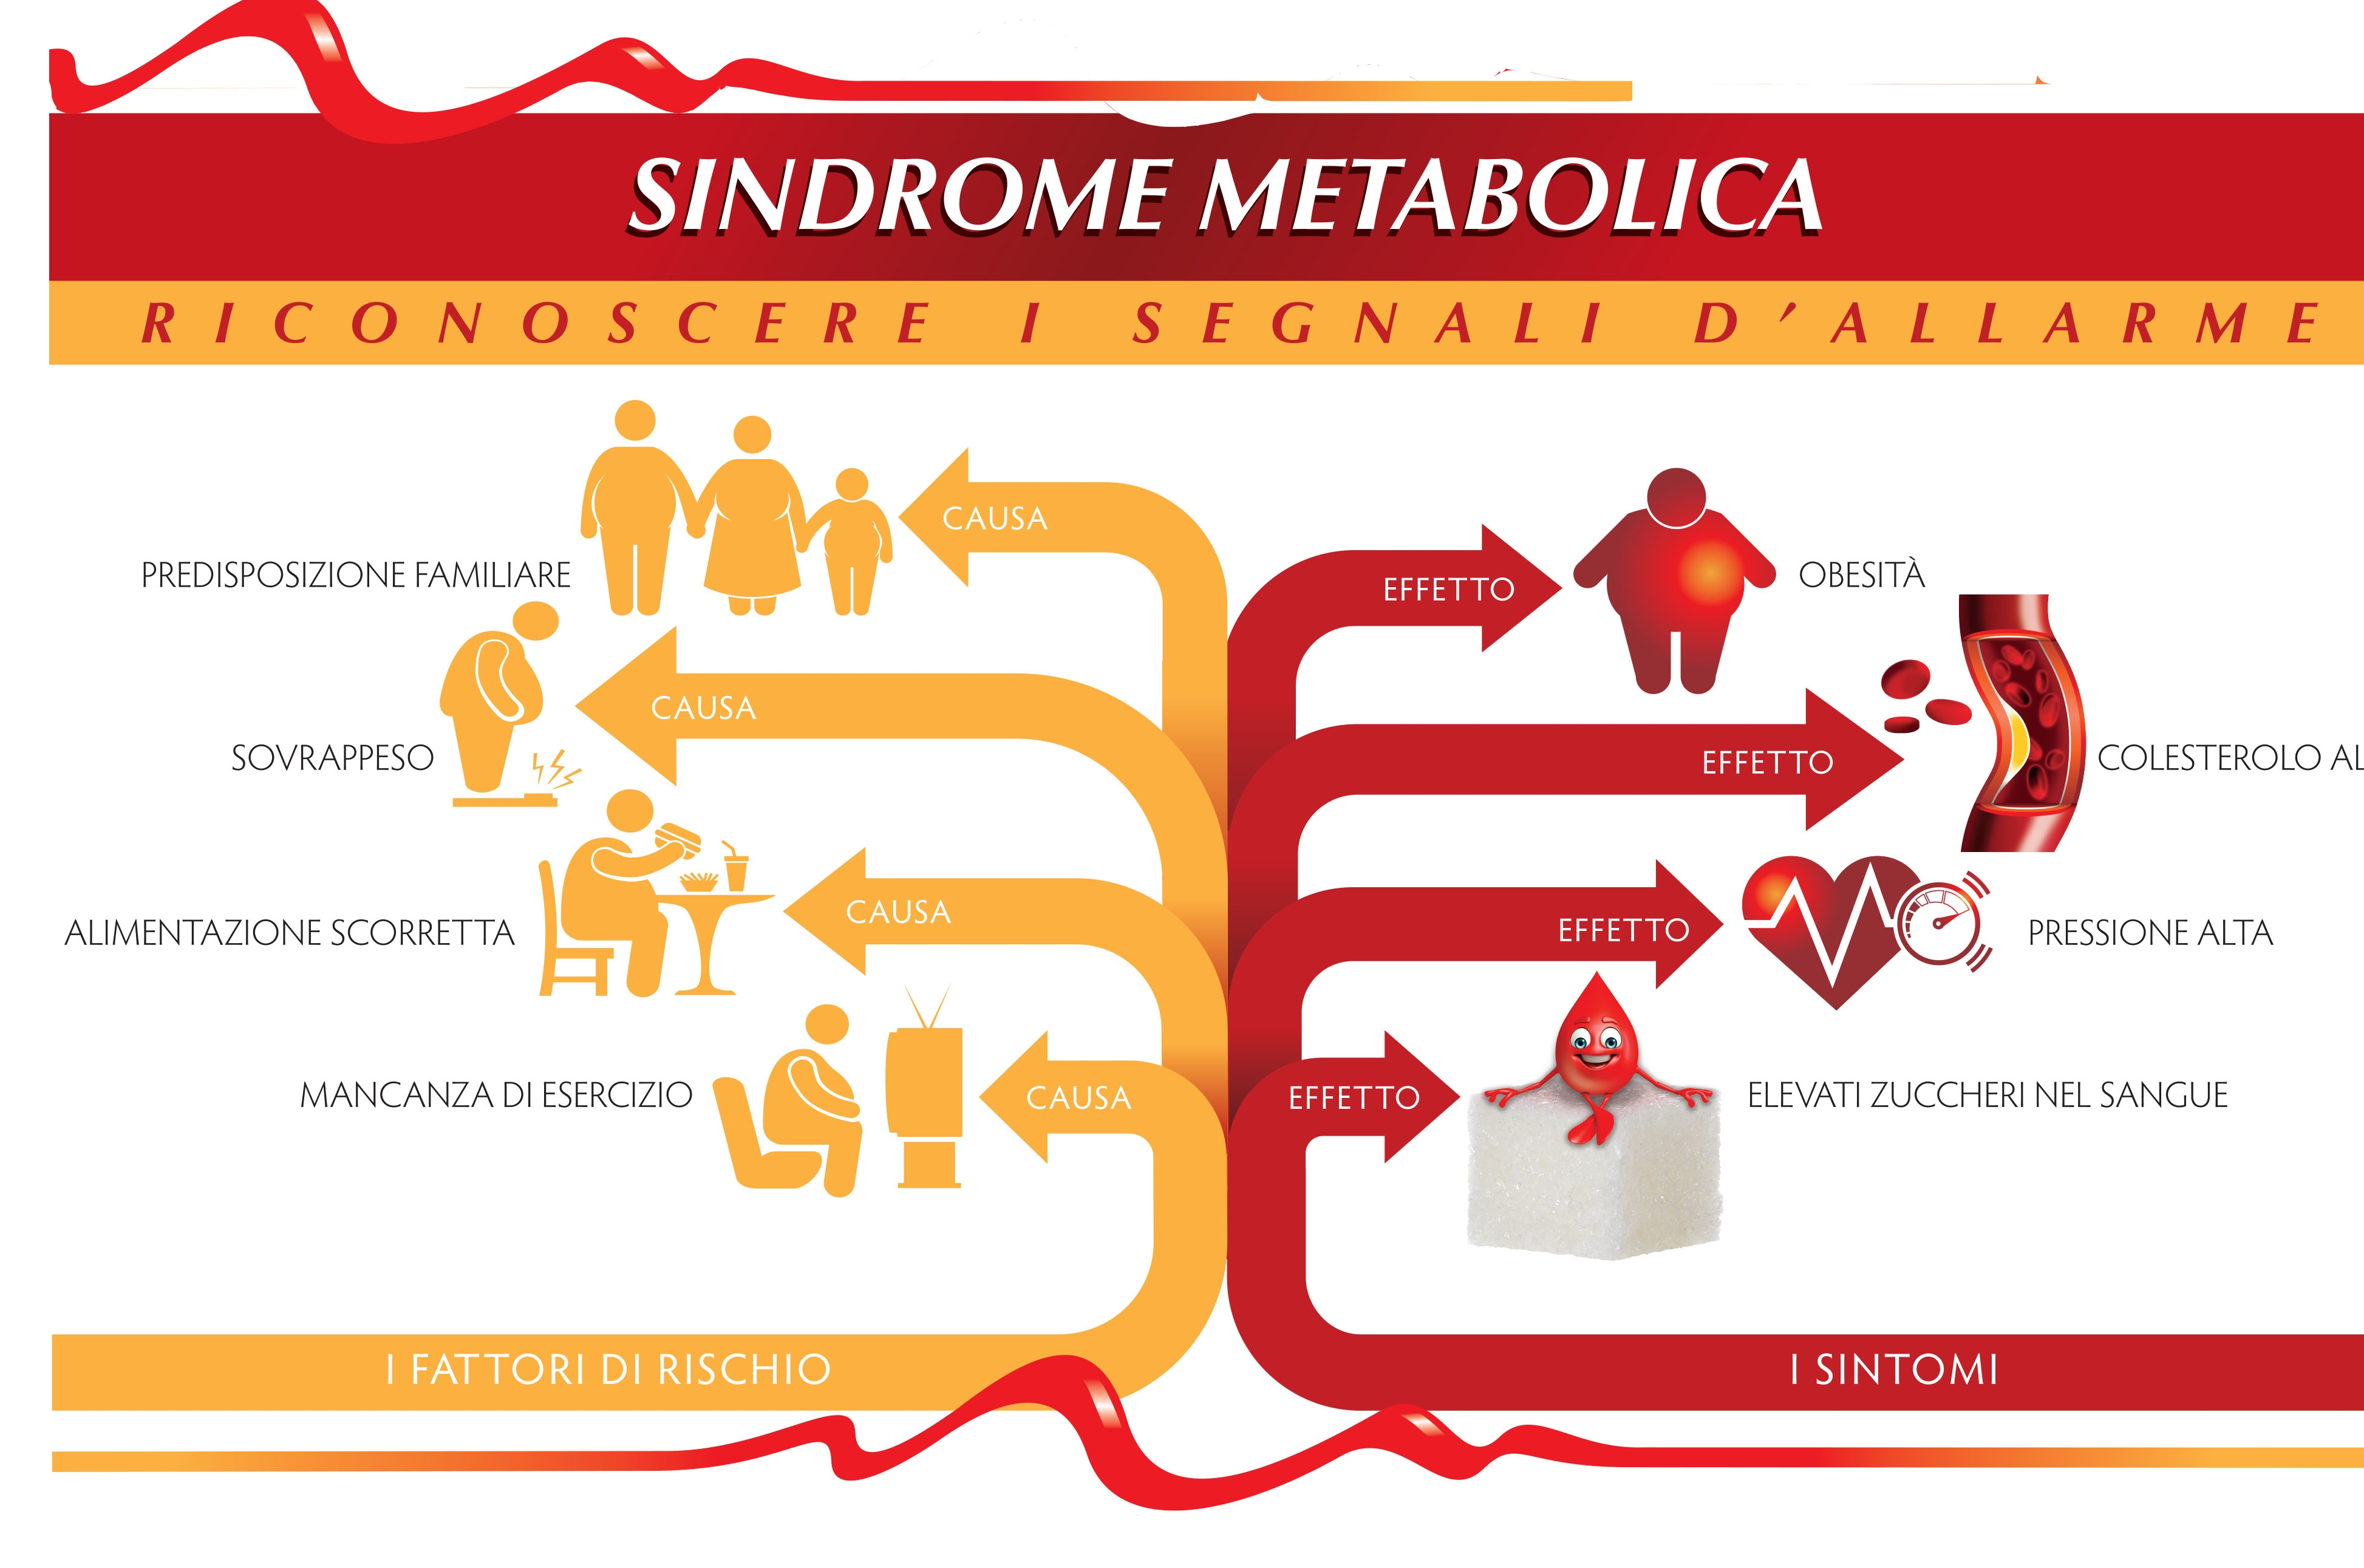 SINDROME METABOLICA
RICONOSCERE I SEGNALI D'ALLARME
CAUSA
PREDISPOSIZIONE FAMILIARE
CAUSA
SOVRAPPESO
CAUSA
ALIMENTAZIONE SCORRETTA
CAUSA
MANCANZA DI ESERCIZIO
I FATTORI DI RISCHIO
EFFETTO
OBESITÀ
EFFETTO
COLESTEROLO AL
EFFETTO
PRESSIONE ALTA
EFFETTO
ELEVATI ZUCCHERI NEL SANGUE
I SINTOMI